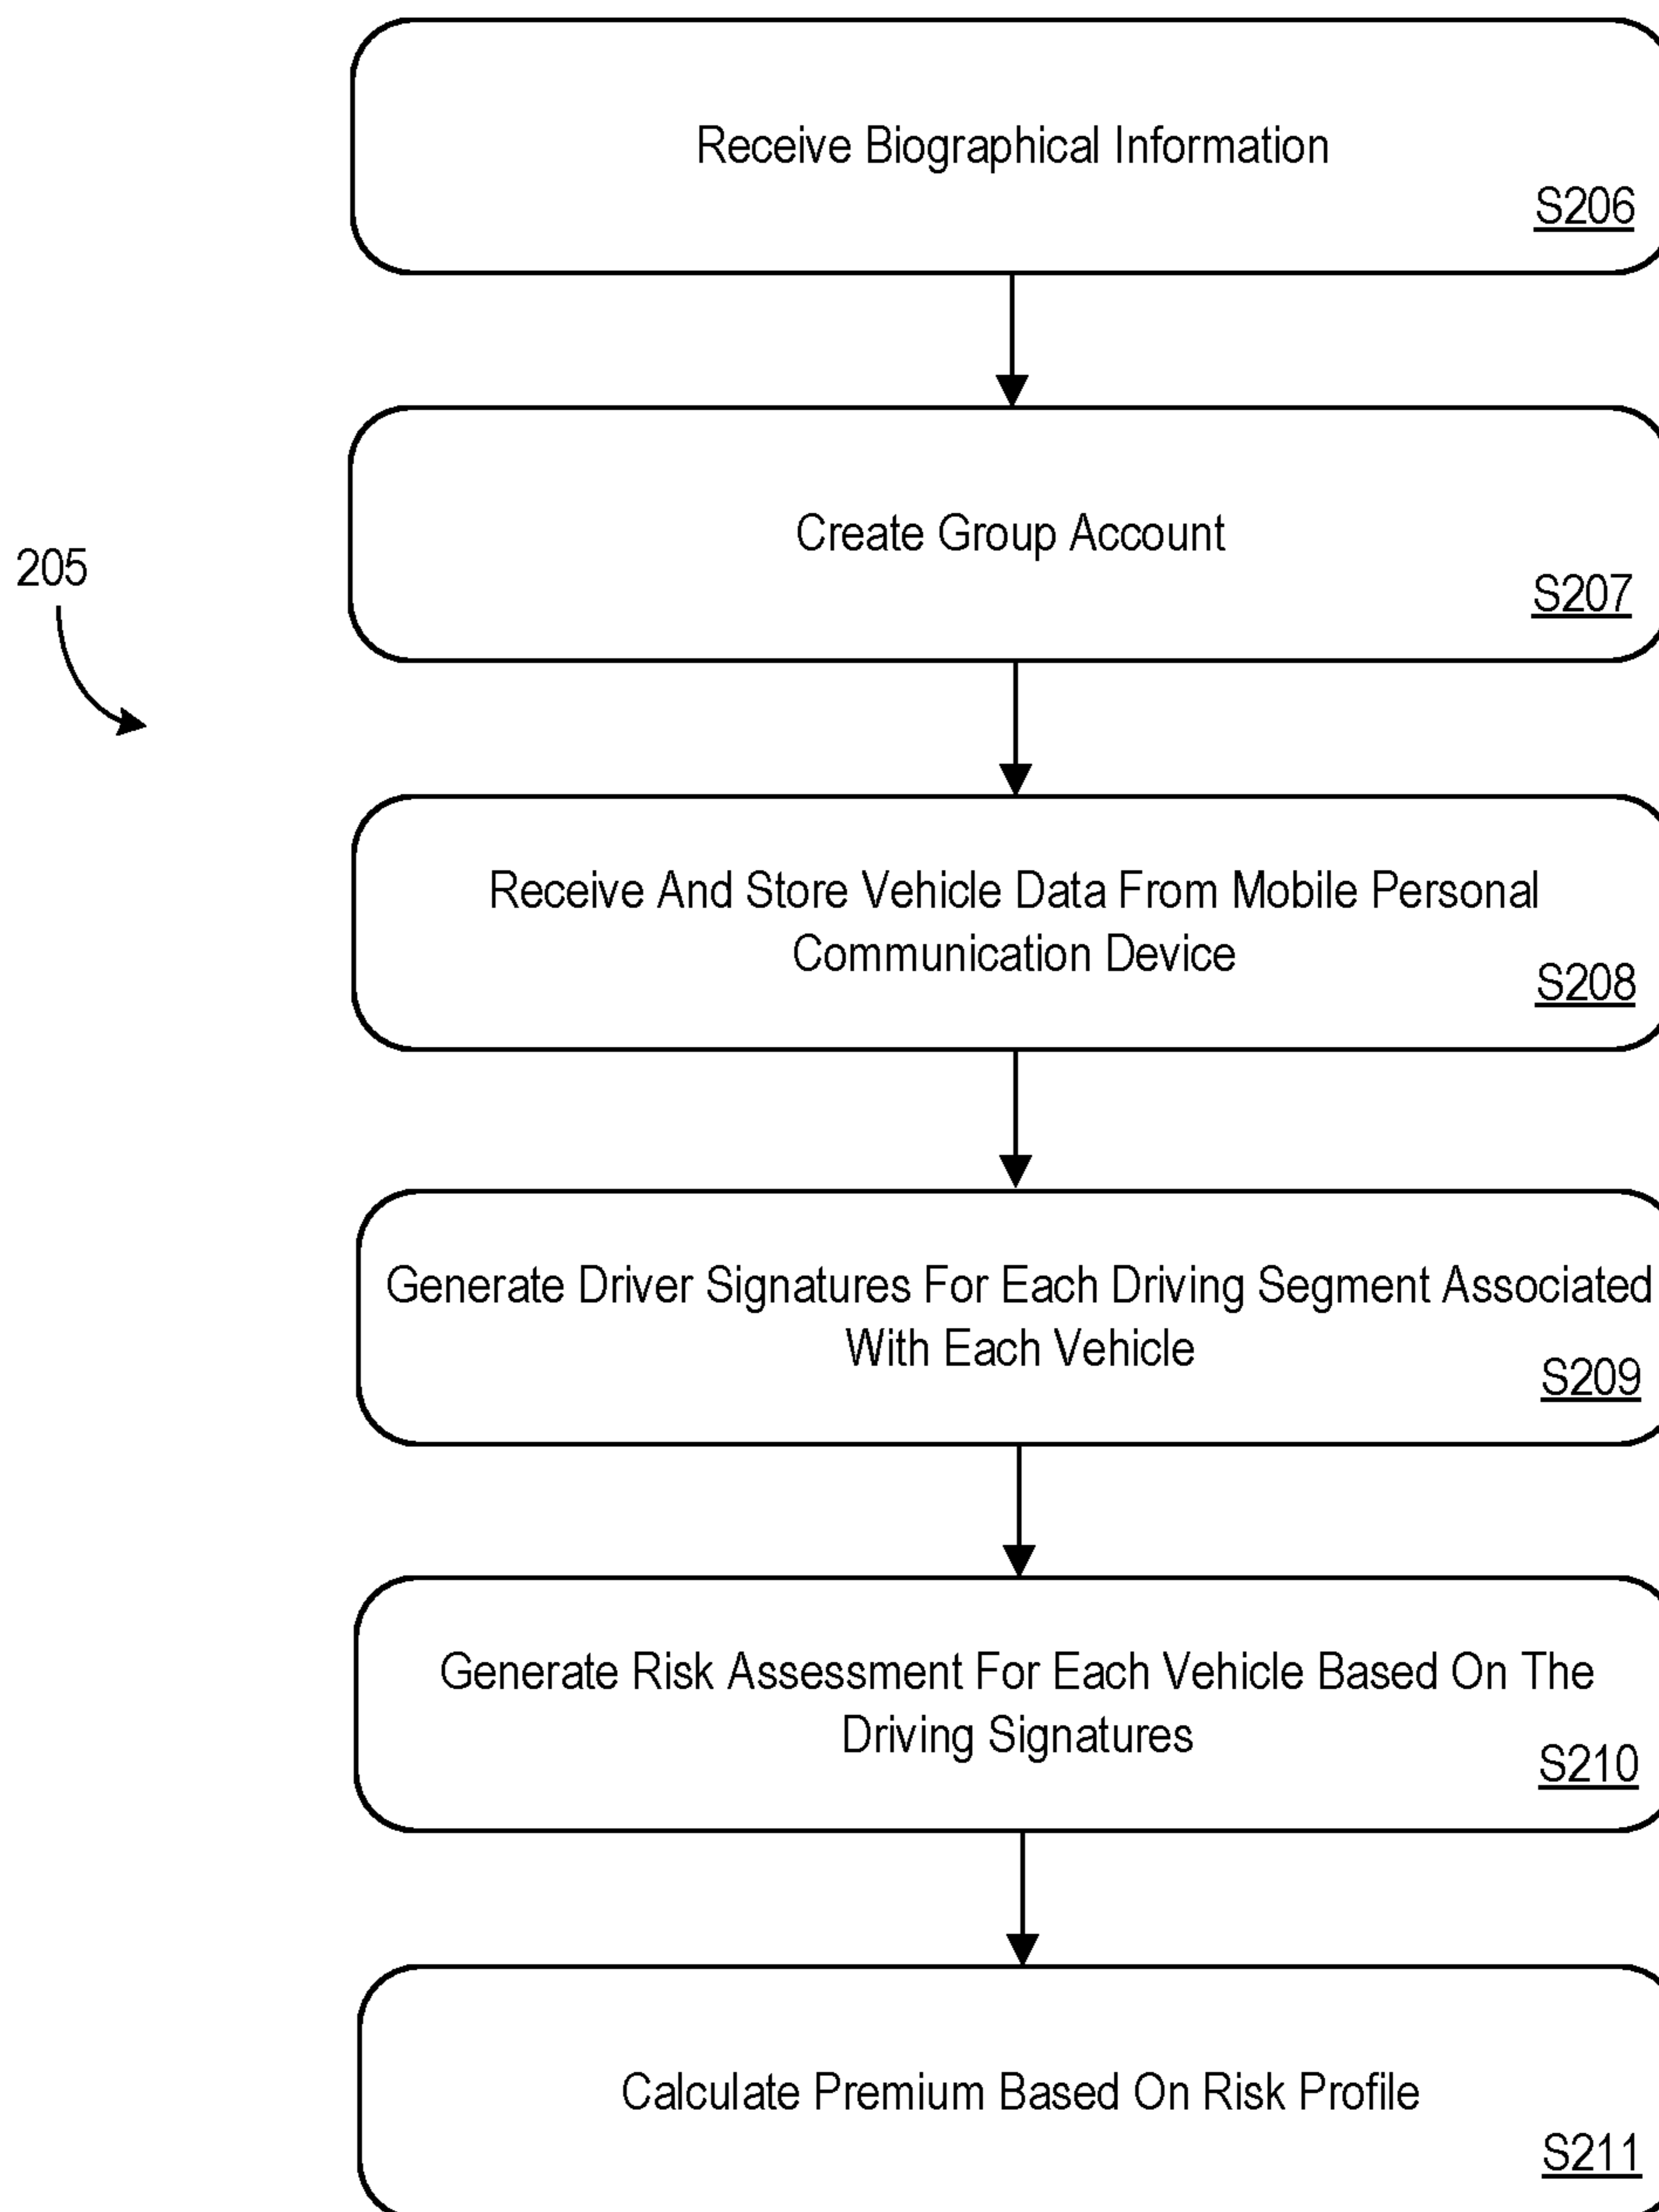 Receive Biographical Information
S206
Create Group Account
S207
205
Receive And Store Vehicle Data From Mobile Personal
Communication Device
S208
Generate Driver Signatures For Each Driving Segment Associated
With Each Vehicle
S209
Generate Risk Assessment For Each Vehicle Based On The
Driving Signatures
S210
Calculate Premium Based On Risk Profile
S211